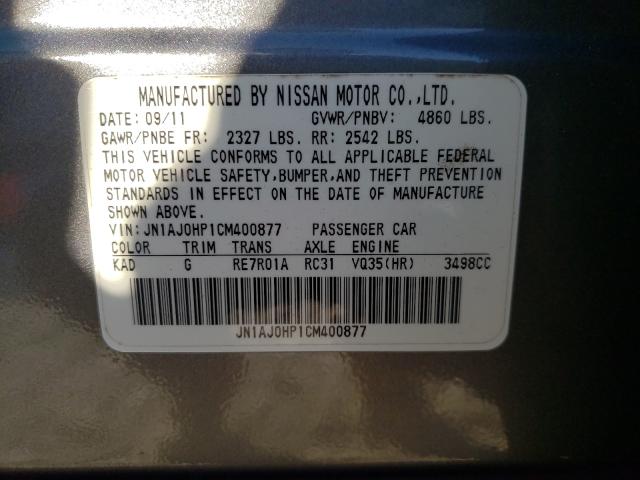 MANUFACTURED BY NISSAN MOTOR CO.,LTD.
DATE: 09/11 GVWR/PNBV: 4860 LBS.
GAWR/PNBE FR: 2327 LBS. RR: 2542 LBS.
THIS VEHICLE CONFORMS TO ALL APPLICABLE FEDERAL
MOTOR VEHICLE SAFETY,BUMPER,AND THEFT PREVENTION
STANDARDS IN EFFECT ON THE DATE OF MANUFACTURE
SHOWN ABOVE.
VIN: JN1AJ0HP1CM400877 PASSENGER CAR
COLOR TRIM TRANS AXLE ENGINE
KAD G RE7R01A RC31 VQ35(HR) 3498CC
JN1AJ0HP1CM400877